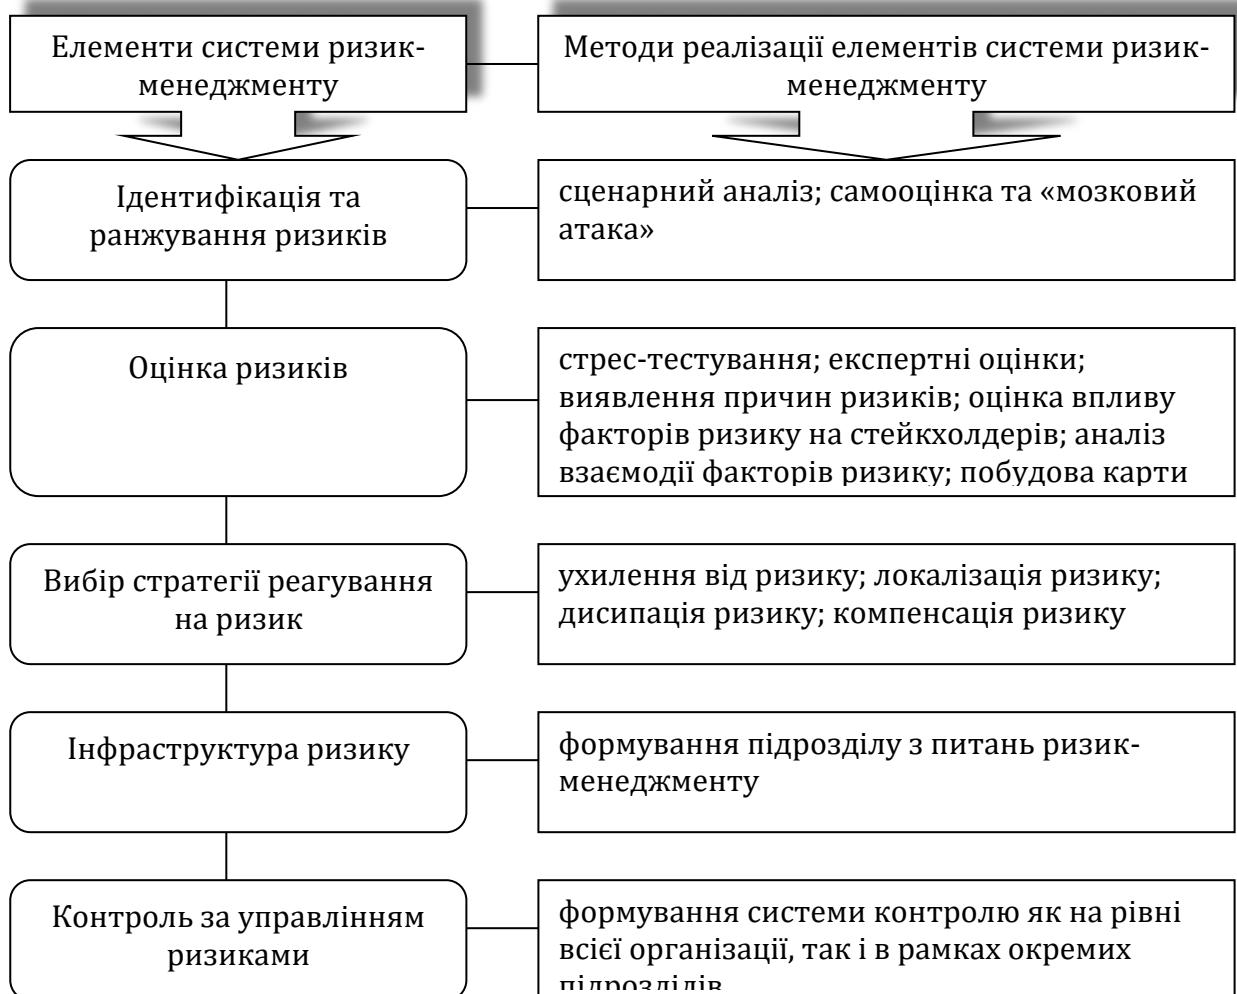 Елементи системи ризик-
менеджменту
Методи реалізації елементів системи ризик-
менеджменту
Ідентифікація та
ранжування ризиків
сценарний аналіз; самооцінка та «мозковий
атака»
Оцінка ризиків
стрес-тестування; експертні оцінки;
виявлення причин ризиків; оцінка впливу
факторів ризику на стейкхолдерів; аналіз
взаємодії факторів ризику; побудова карти
Вибір стратегії реагування
на ризик
ухилення від ризику; локалізація ризику;
дисипація ризику; компенсація ризику
Інфраструктура ризику
формування підрозділу з питань ризик-
менеджменту
Контроль за управлінням
ризиками
формування системи контролю як на рівні
всієї організації, так і в рамках окремих
підрозділів